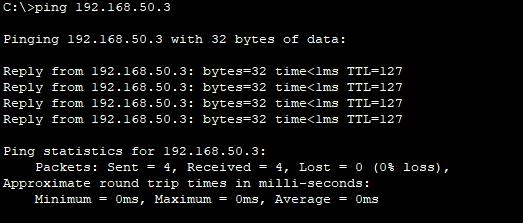 C:\>ping 192.168.50.3
Pinging 192.168.50.3 with 32 bytes of data:
Reply from 192.168.50.3: bytes=32 time<1ms TTL=127
Reply from 192.168.50.3: bytes=32 time<1ms TTL=127
Reply from 192.168.50.3: bytes=32 time<1ms TTL=127
Reply from 192.168.50.3: bytes=32 time<1ms TTL=127
Ping statistics for 192.168.50.3:
    Packets: Sent = 4, Received = 4, Lost = 0 (0% loss),
Approximate round trip times in milli-seconds:
    Minimum = 0ms, Maximum = 0ms, Average = 0ms